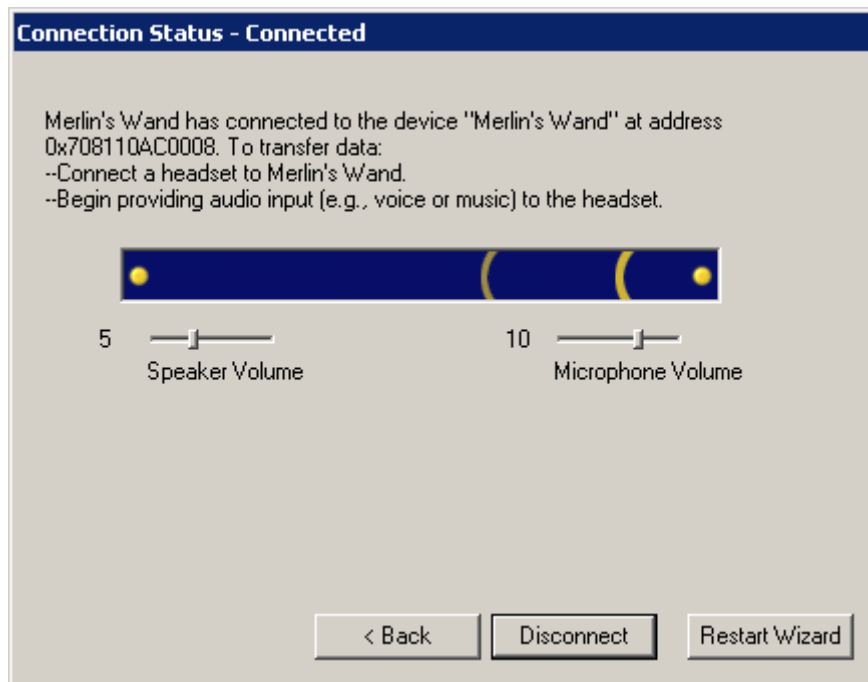 Connection Status - Connected
Merlin's Wand has connected to the device "Merlin's Wand" at address
0x708110AC0008. To transfer data:
--Connect a headset to Merlin's Wand.
--Begin providing audio input (e.g., voice or music) to the headset.
5
10
Speaker Volume
Microphone Volume
< Back
Disconnect
Restart Wizard